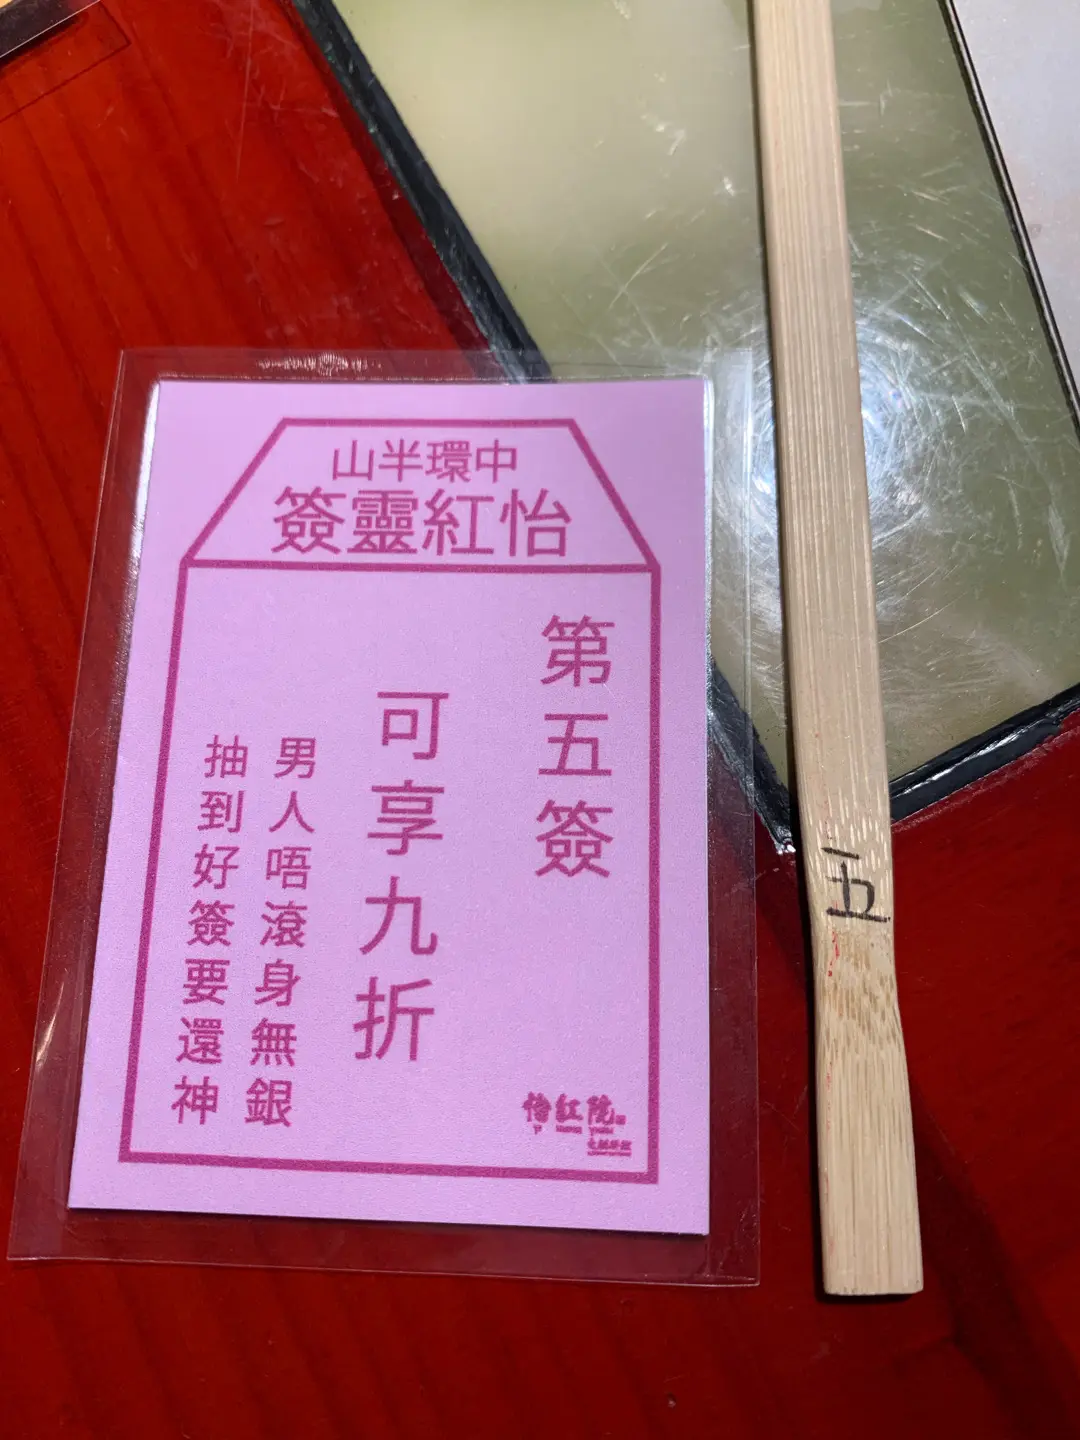 中環半山
怡紅靈簽
第五簽
可享九折
男人唔滾身無銀
抽到好簽要還神
怡紅院
五